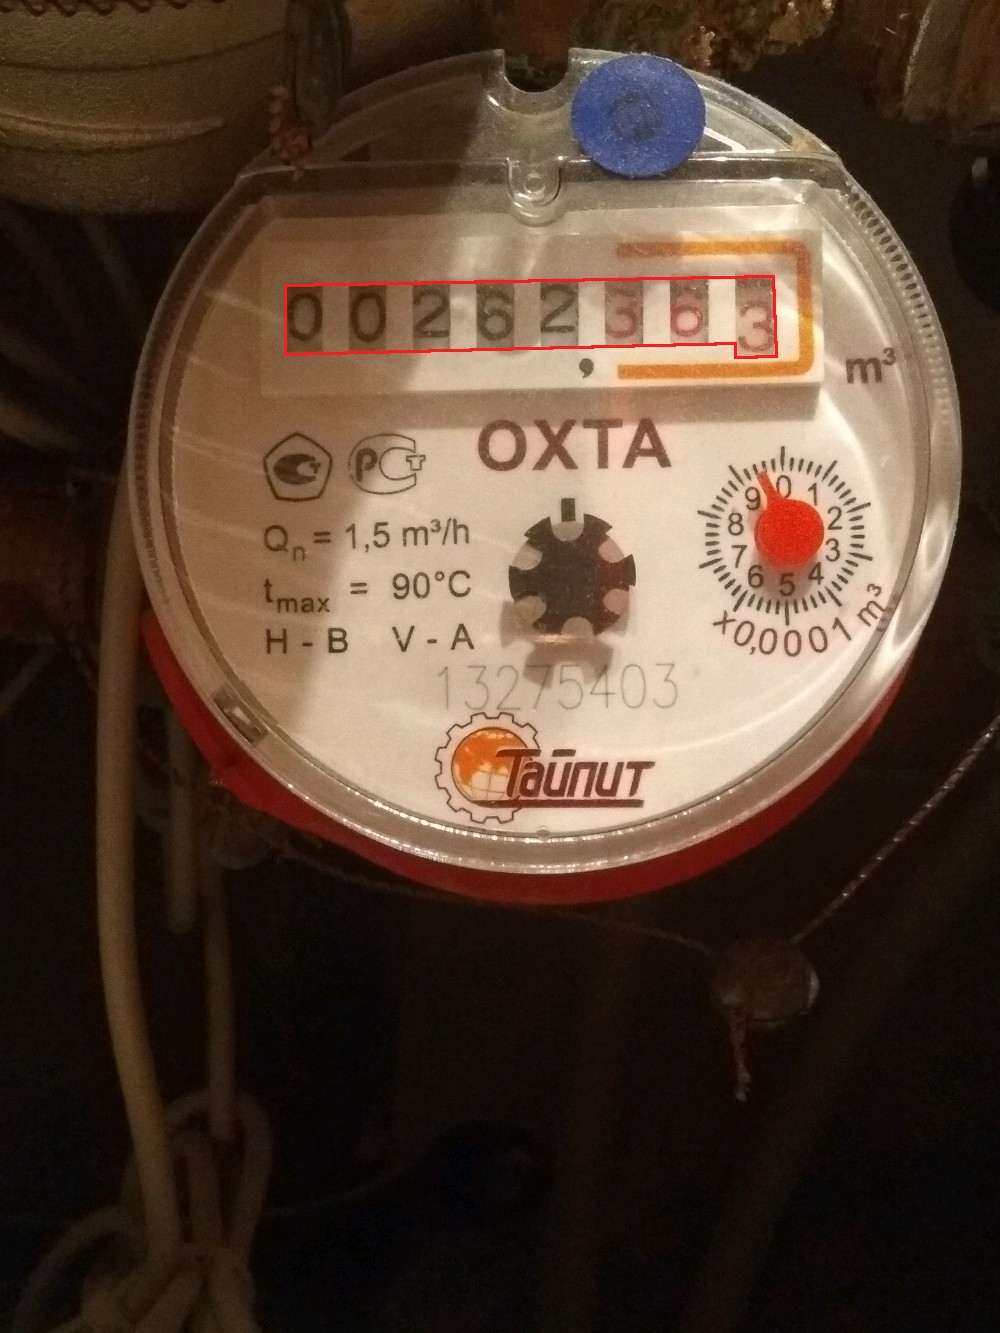 00262363
,
m³
OXTA
РСт
Qn = 1,5 m³/h
tmax = 90°C
H - B V - A
0 1 2 3 4 5 6 7 8 9
x0,0001 m³
13275403
Тайпит